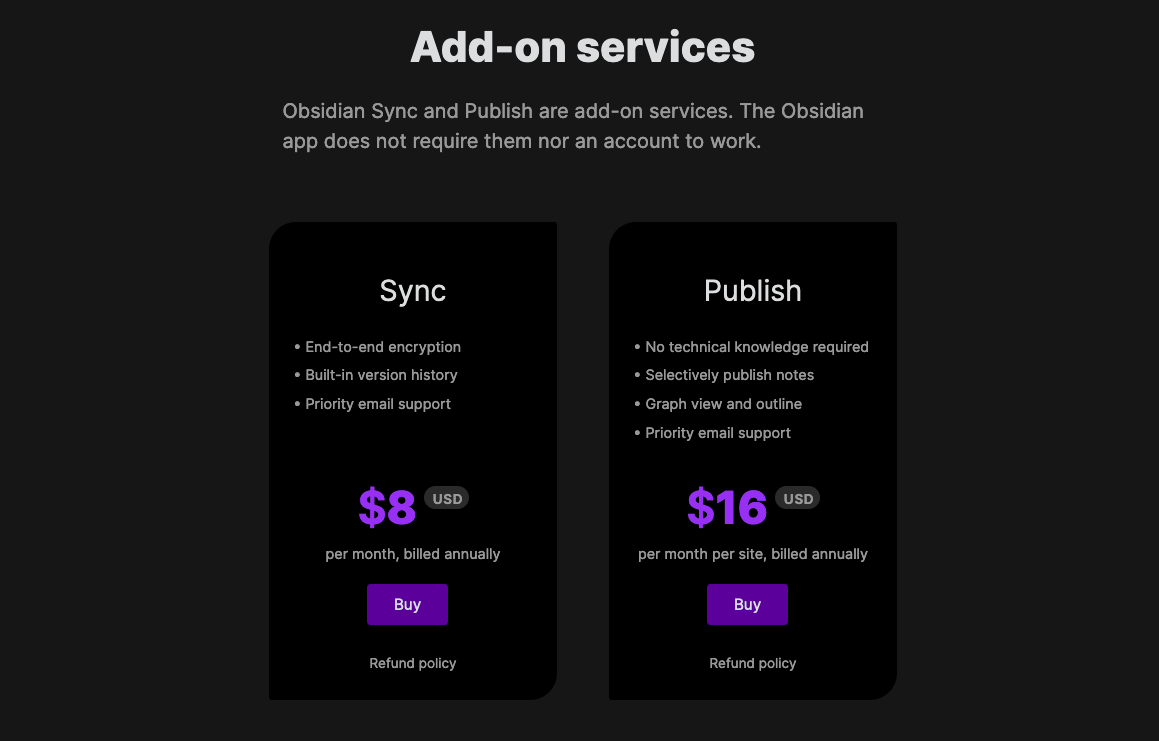 Add-on services
Obsidian Sync and Publish are add-on services. The Obsidian
app does not require them nor an account to work.
Sync
• End-to-end encryption
• Built-in version history
• Priority email support
$8 USD
per month, billed annually
Buy
Refund policy
Publish
• No technical knowledge required
• Selectively publish notes
• Graph view and outline
• Priority email support
$16 USD
per month per site, billed annually
Buy
Refund policy